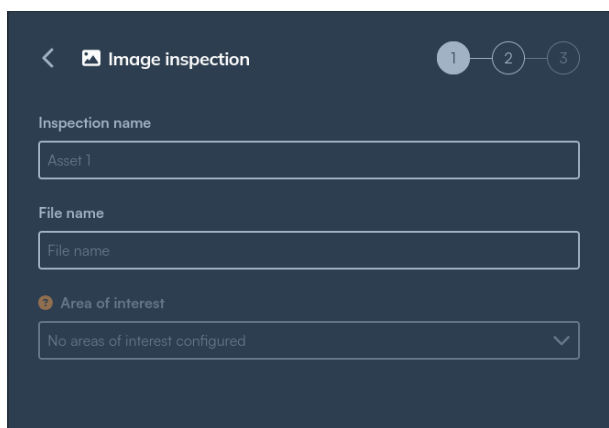 Image inspection
1 2 3
Inspection name
Asset 1
File name
File name
? Area of interest
No areas of interest configured